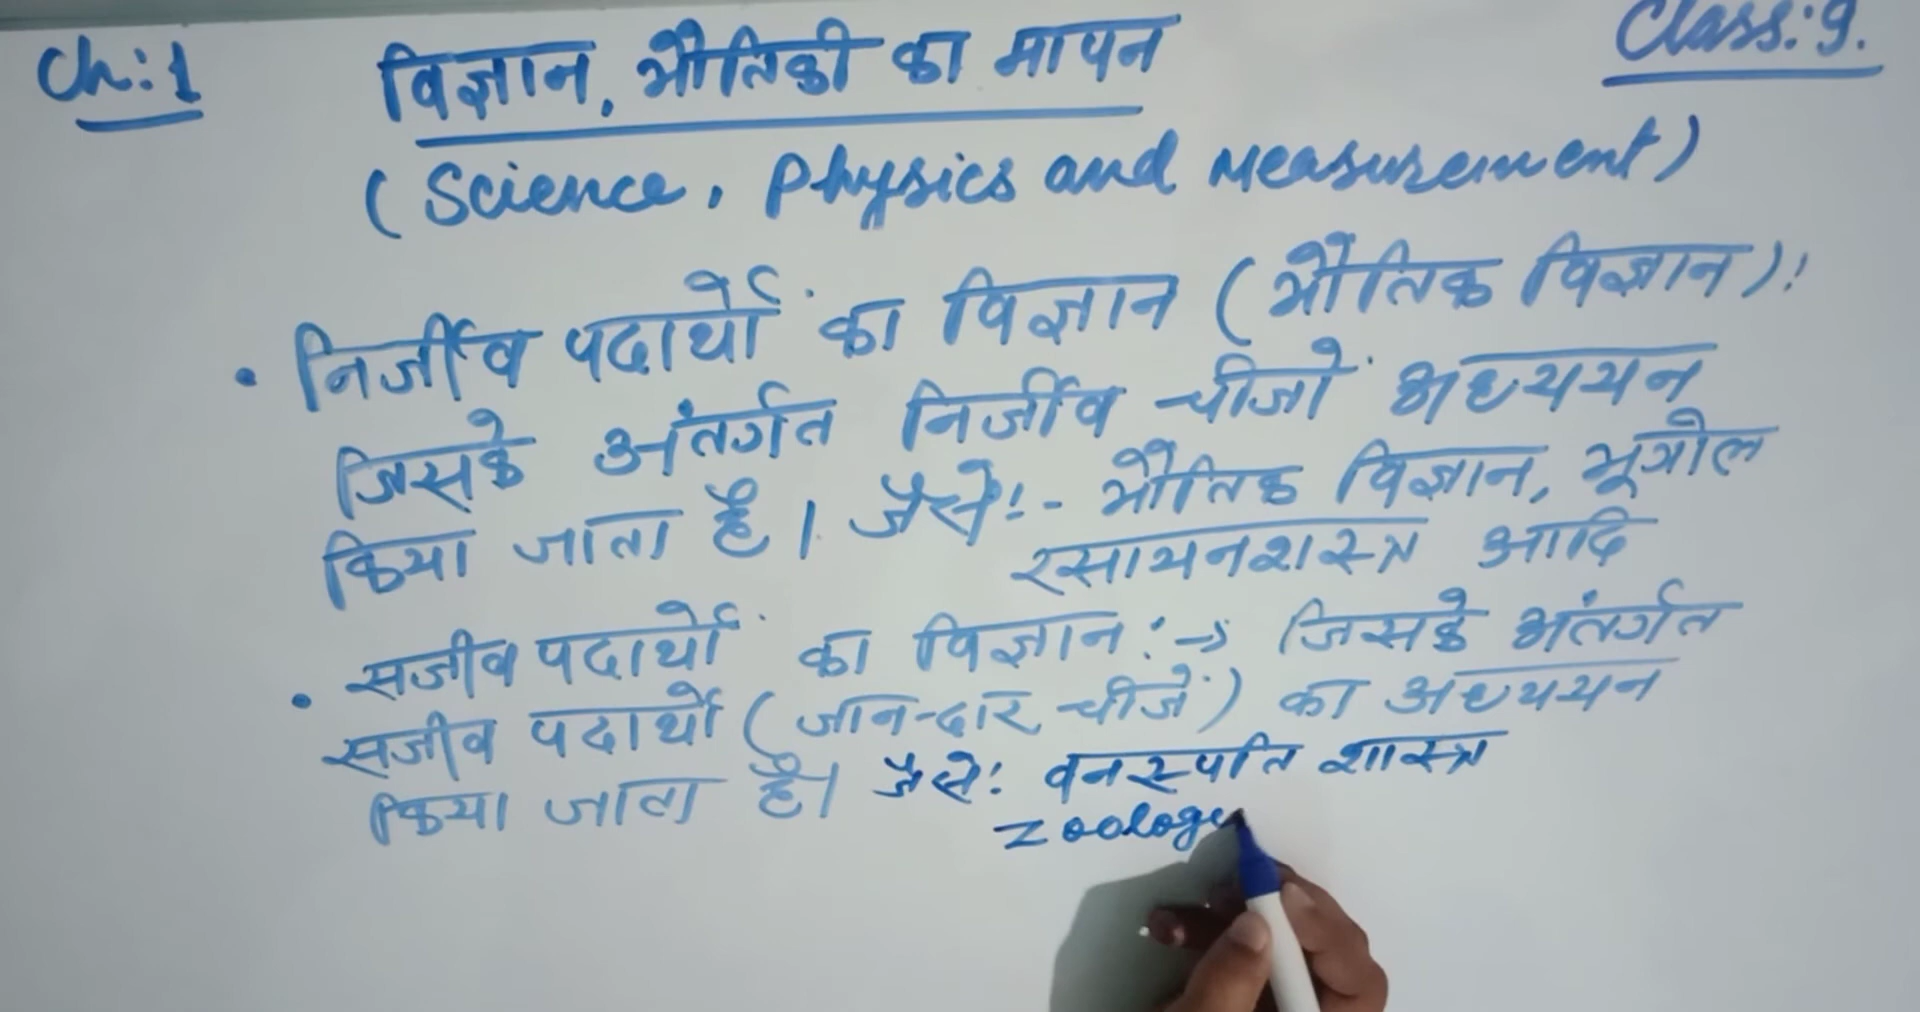 Ch:1 विज्ञान, भौतिकी का मापन Class:9.
(Science, Physics and Measurement)
• निर्जीव पदार्थों का विज्ञान (भौतिक विज्ञान):
जिसके अंतर्गत निर्जीव चीजों अध्ययन
किया जाता है। जैसे:- भौतिक विज्ञान, भूगोल
रसायनशास्त्र आदि
• सजीव पदार्थों का विज्ञान:→ जिसके अंतर्गत
सजीव पदार्थों (जान-दार चीजें) का अध्ययन
किया जाता है। जैसे: वनस्पति शास्त्र
Zoology